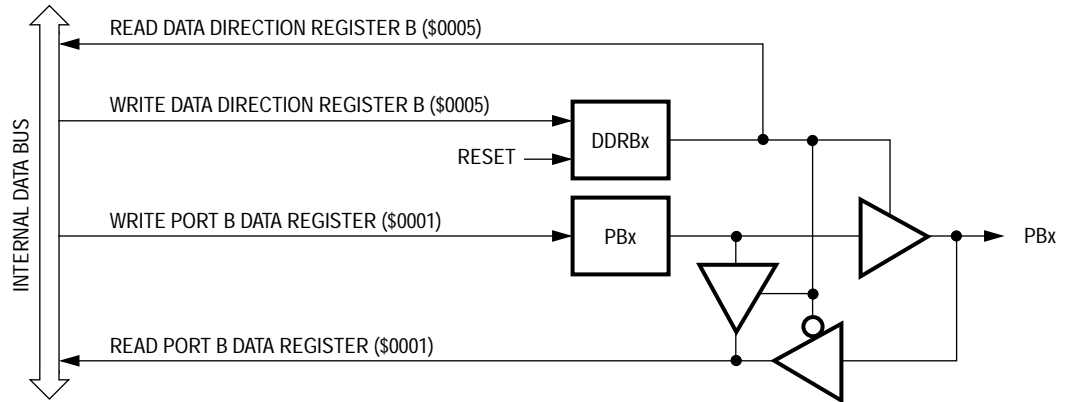 READ DATA DIRECTION REGISTER B ($0005)
WRITE DATA DIRECTION REGISTER B ($0005)
DDRBx
RESET
WRITE PORT B DATA REGISTER ($0001)
PBx
PBx
READ PORT B DATA REGISTER ($0001)
INTERNAL DATA BUS